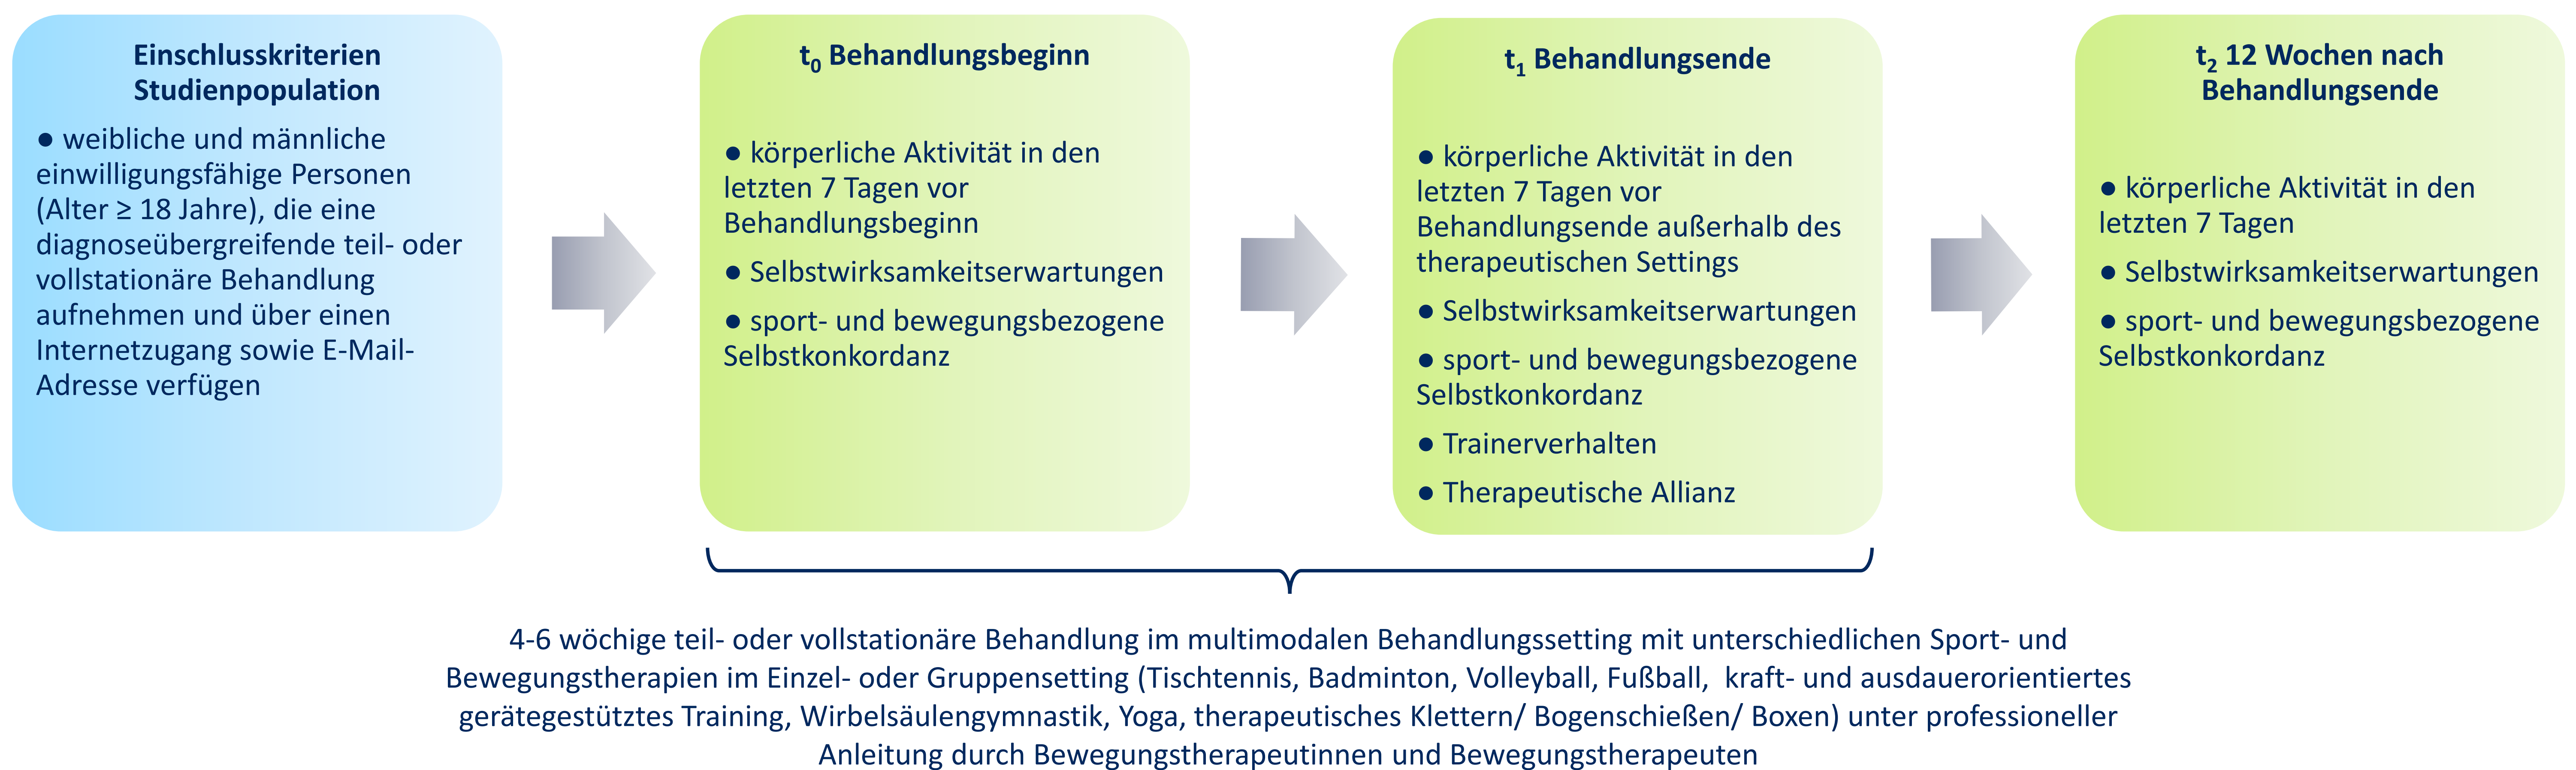 Einschlusskriterien
Studienpopulation
● weibliche und männliche
einwilligungsfähige Personen
(Alter ≥ 18 Jahre), die eine
diagnoseübergreifende teil- oder
vollstationäre Behandlung
aufnehmen und über einen
Internetzugang sowie E-Mail-
Adresse verfügen
t0 Behandlungsbeginn
● körperliche Aktivität in den
letzten 7 Tagen vor
Behandlungsbeginn
● Selbstwirksamkeitserwartungen
● sport- und bewegungsbezogene
Selbstkonkordanz
t1 Behandlungsende
● körperliche Aktivität in den
letzten 7 Tagen vor
Behandlungsende außerhalb des
therapeutischen Settings
● Selbstwirksamkeitserwartungen
● sport- und bewegungsbezogene
Selbstkonkordanz
● Trainerverhalten
● Therapeutische Allianz
t2 12 Wochen nach
Behandlungsende
● körperliche Aktivität in den
letzten 7 Tagen
● Selbstwirksamkeitserwartungen
● sport- und bewegungsbezogene
Selbstkonkordanz
4-6 wöchige teil- oder vollstationäre Behandlung im multimodalen Behandlungssetting mit unterschiedlichen Sport- und
Bewegungstherapien im Einzel- oder Gruppensetting (Tischtennis, Badminton, Volleyball, Fußball, kraft- und ausdauerorientiertes
gerätegestütztes Training, Wirbelsäulengymnastik, Yoga, therapeutisches Klettern/ Bogenschießen/ Boxen) unter professioneller
Anleitung durch Bewegungstherapeutinnen und Bewegungstherapeuten